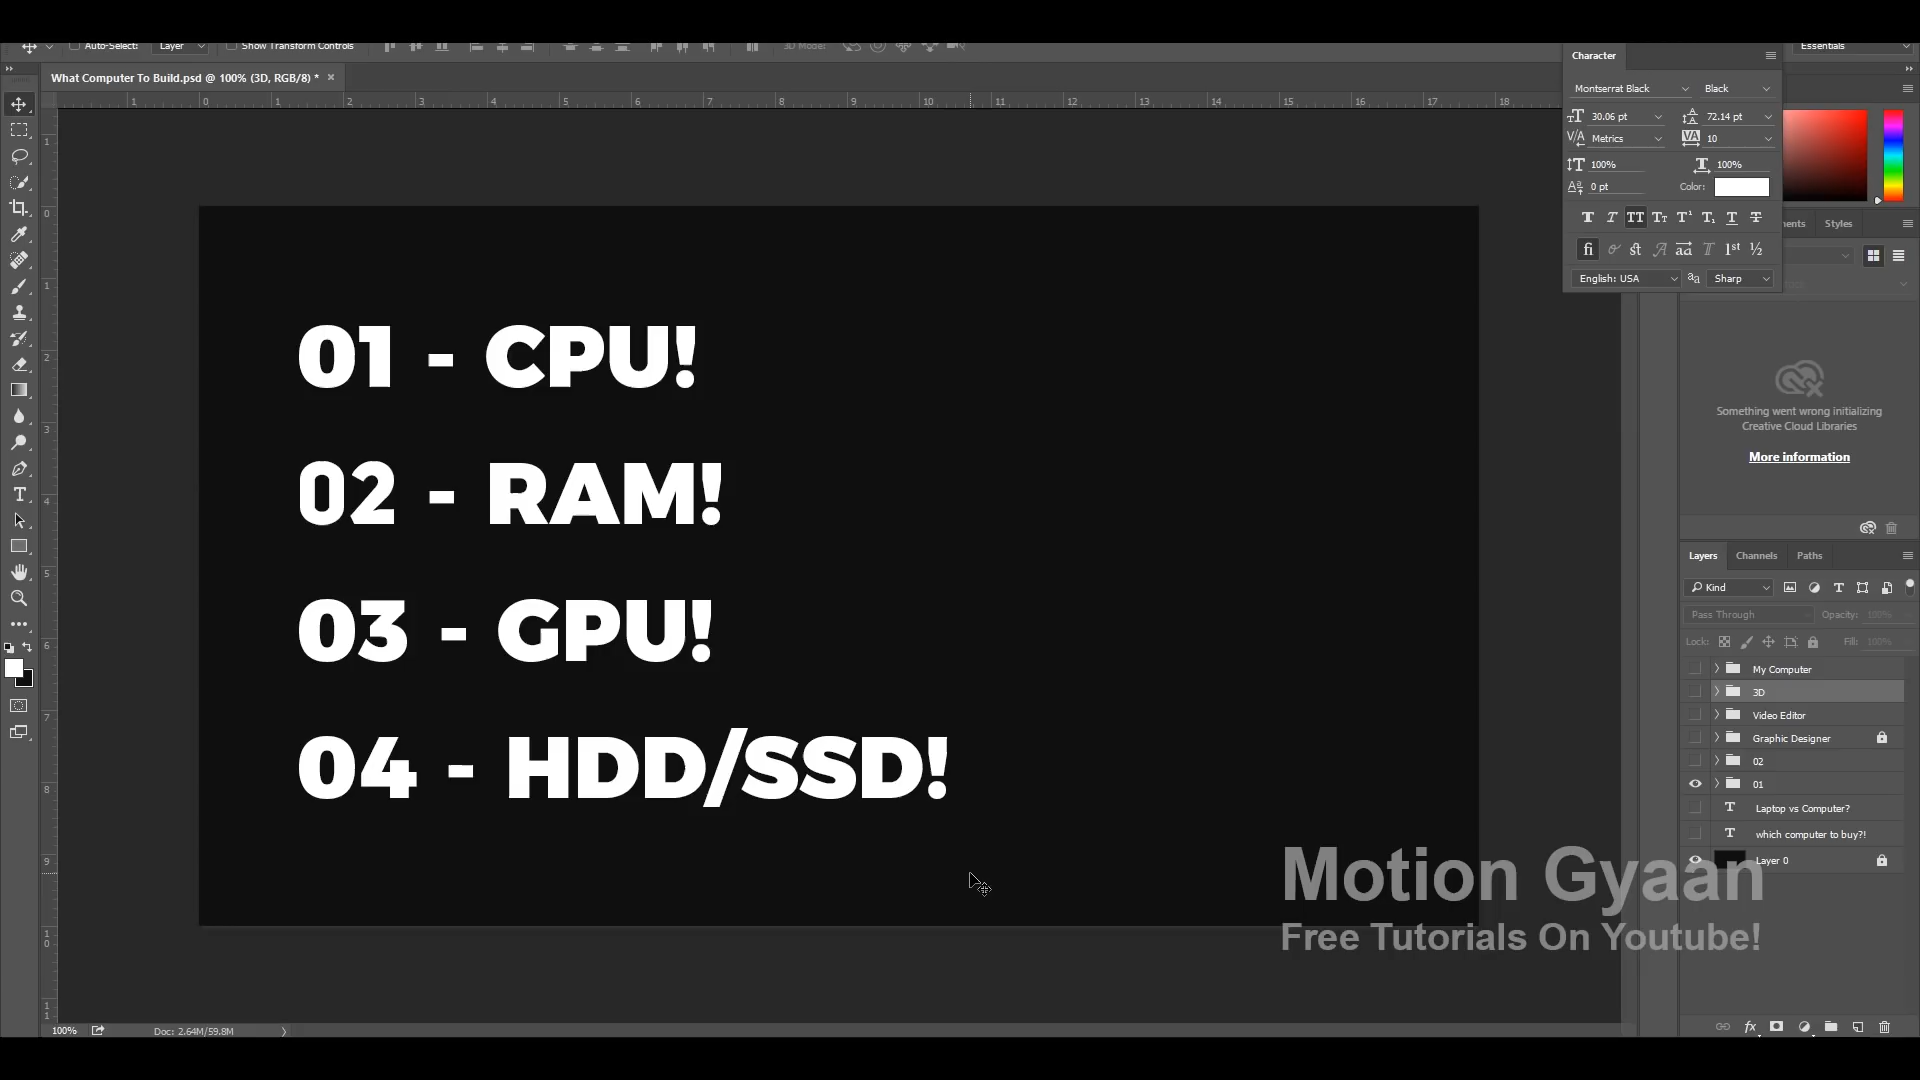 Auto-Select:
Layer
Show Transform Controls
3D Mode:
Essentials
What Computer To Build.psd @ 100% (3D, RGB/8) *
Character
Montserrat Black
Black
30.06 pt
72.14 pt
Metrics
10
100%
100%
0 pt
Color:
English: USA
Sharp
Styles
Something went wrong initializing
Creative Cloud Libraries
More information
01 - CPU!
02 - RAM!
03 - GPU!
04 - HDD/SSD!
Layers
Channels
Paths
Kind
Pass Through
Opacity: 100%
Lock:
Fill: 100%
My Computer
3D
Video Editor
Graphic Designer
02
01
Laptop vs Computer?
which computer to buy?!
Layer 0
Motion Gyaan
Free Tutorials On Youtube!
100%
Doc: 2.64M/59.8M